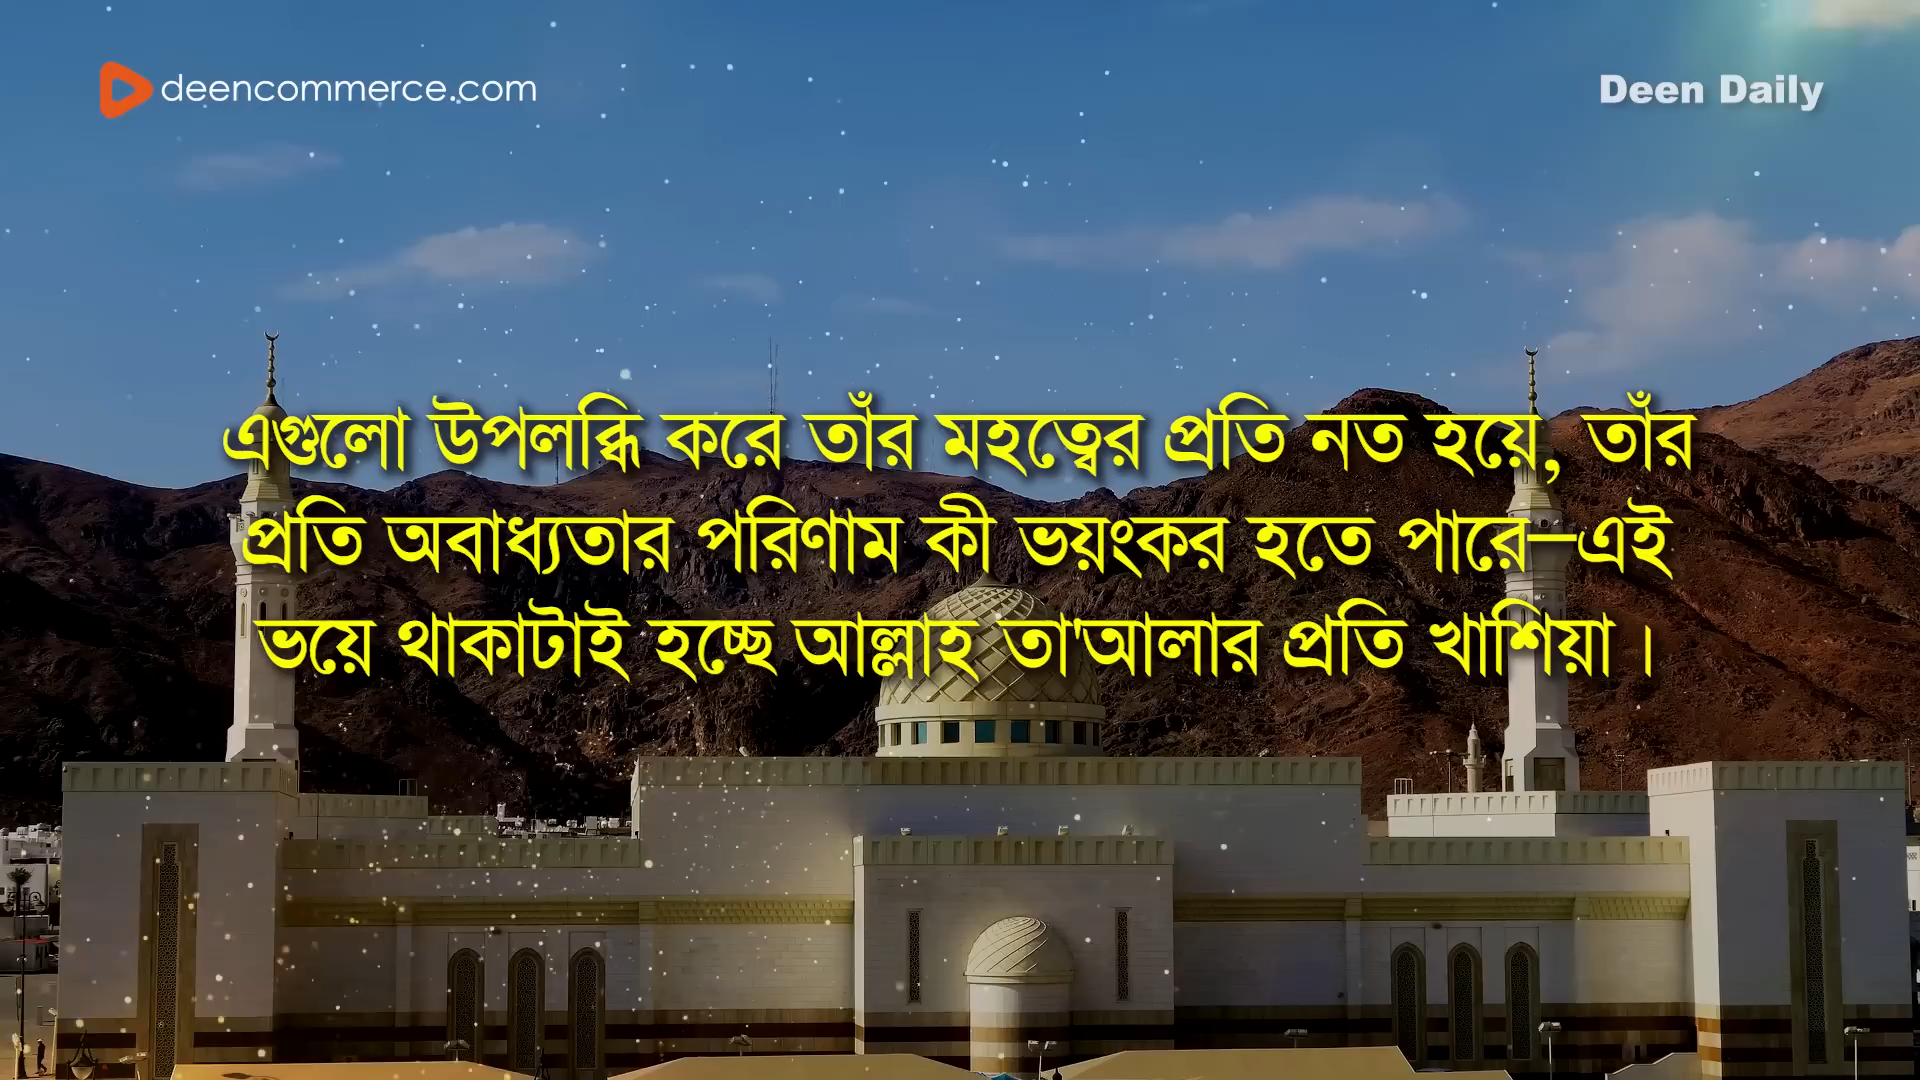 deencommerce.com
Deen Daily
এগুলো উপলব্ধি করে তাঁর মহত্বের প্রতি নত হয়ে, তাঁর
প্রতি অবাধ্যতার পরিণাম কী ভয়ংকর হতে পারে—এই
ভয়ে থাকাটাই হচ্ছে আল্লাহ তা'আলার প্রতি খাশিয়া।